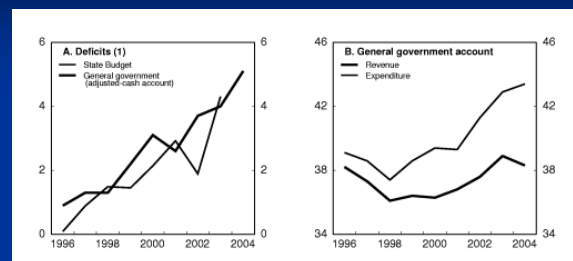 A. Deficits (1)
State Budget
General government
(adjusted-cash account)
6
4
2
0
6
4
2
0
1996 1998 2000 2002 2004
B. General government account
Revenue
Expenditure
46
42
38
34
46
42
38
34
1996 1998 2000 2002 2004